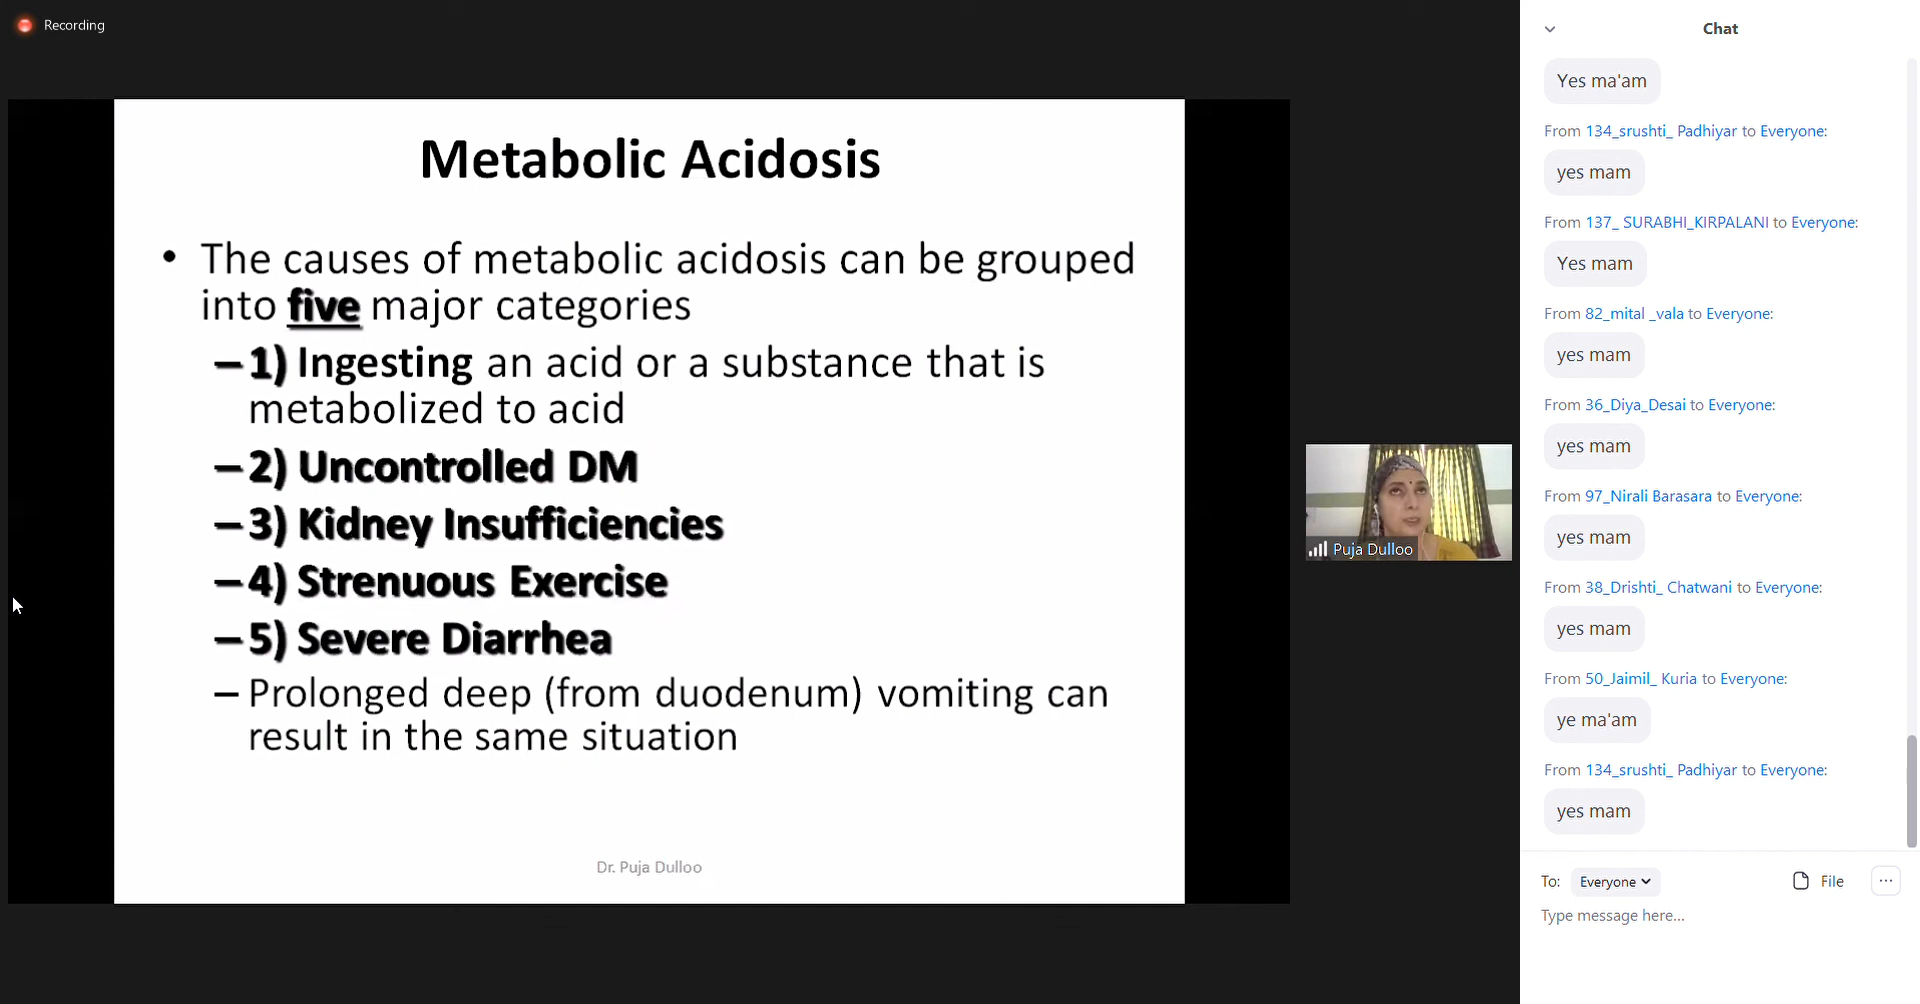 Recording
Metabolic Acidosis
• The causes of metabolic acidosis can be grouped
into five major categories
– 1) Ingesting an acid or a substance that is
metabolized to acid
– 2) Uncontrolled DM
– 3) Kidney Insufficiencies
– 4) Strenuous Exercise
– 5) Severe Diarrhea
– Prolonged deep (from duodenum) vomiting can
result in the same situation
Dr. Puja Dulloo
Puja Dulloo
Chat
Yes ma'am
From 134_srushti_ Padhiyar to Everyone:
yes mam
From 137_ SURABHI_KIRPALANI to Everyone:
Yes mam
From 82_mital _vala to Everyone:
yes mam
From 36_Diya_Desai to Everyone:
yes mam
From 97_Nirali Barasara to Everyone:
yes mam
From 38_Drishti_ Chatwani to Everyone:
yes mam
From 50_Jaimil_ Kuria to Everyone:
ye ma'am
From 134_srushti_ Padhiyar to Everyone:
yes mam
To: Everyone File ...
Type message here...